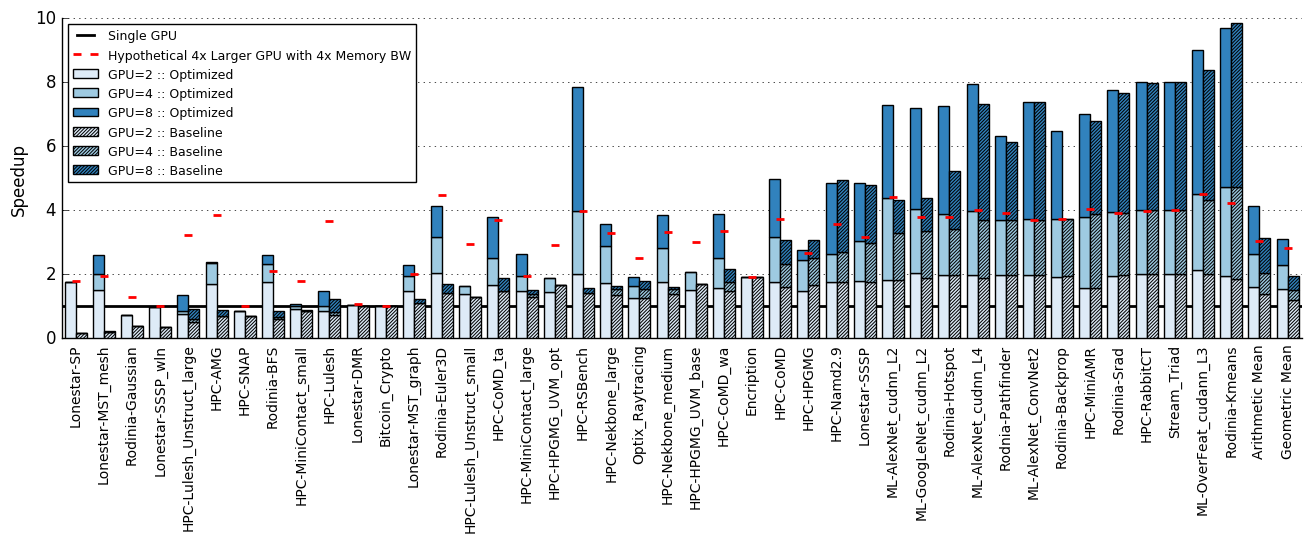 10
8
6
4
2
0
Speedup
Single GPU
Hypothetical 4x Larger GPU with 4x Memory BW
GPU=2 :: Optimized
GPU=4 :: Optimized
GPU=8 :: Optimized
GPU=2 :: Baseline
GPU=4 :: Baseline
GPU=8 :: Baseline
Lonestar-SP
Lonestar-MST_mesh
Rodinia-Gaussian
Lonestar-SSSP_wln
HPC-Lulesh_Unstruct_large
HPC-AMG
HPC-SNAP
Rodinia-BFS
HPC-MiniContact_small
HPC-Lulesh
Lonestar-DMR
Bitcoin_Crypto
Lonestar-MST_graph
Rodinia-Euler3D
HPC-Lulesh_Unstruct_small
HPC-CoMD_ta
HPC-MiniContact_large
HPC-HPGMG_UVM_opt
HPC-RSBench
HPC-Nekbone_large
Optix_Raytracing
HPC-Nekbone_medium
HPC-HPGMG_UVM_base
HPC-CoMD_wa
Encription
HPC-CoMD
HPC-HPGMG
HPC-Namd2.9
Lonestar-SSSP
ML-AlexNet_cudnn_L2
ML-GoogLeNet_cudnn_L2
Rodinia-Hotspot
ML-AlexNet_cudnn_L4
Rodnia-Pathfinder
ML-AlexNet_ConvNet2
Rodinia-Backprop
HPC-MiniAMR
Rodinia-Srad
HPC-RabbitCT
Stream_Triad
ML-OverFeat_cudann_L3
Rodinia-Kmeans
Arithmetic Mean
Geometric Mean